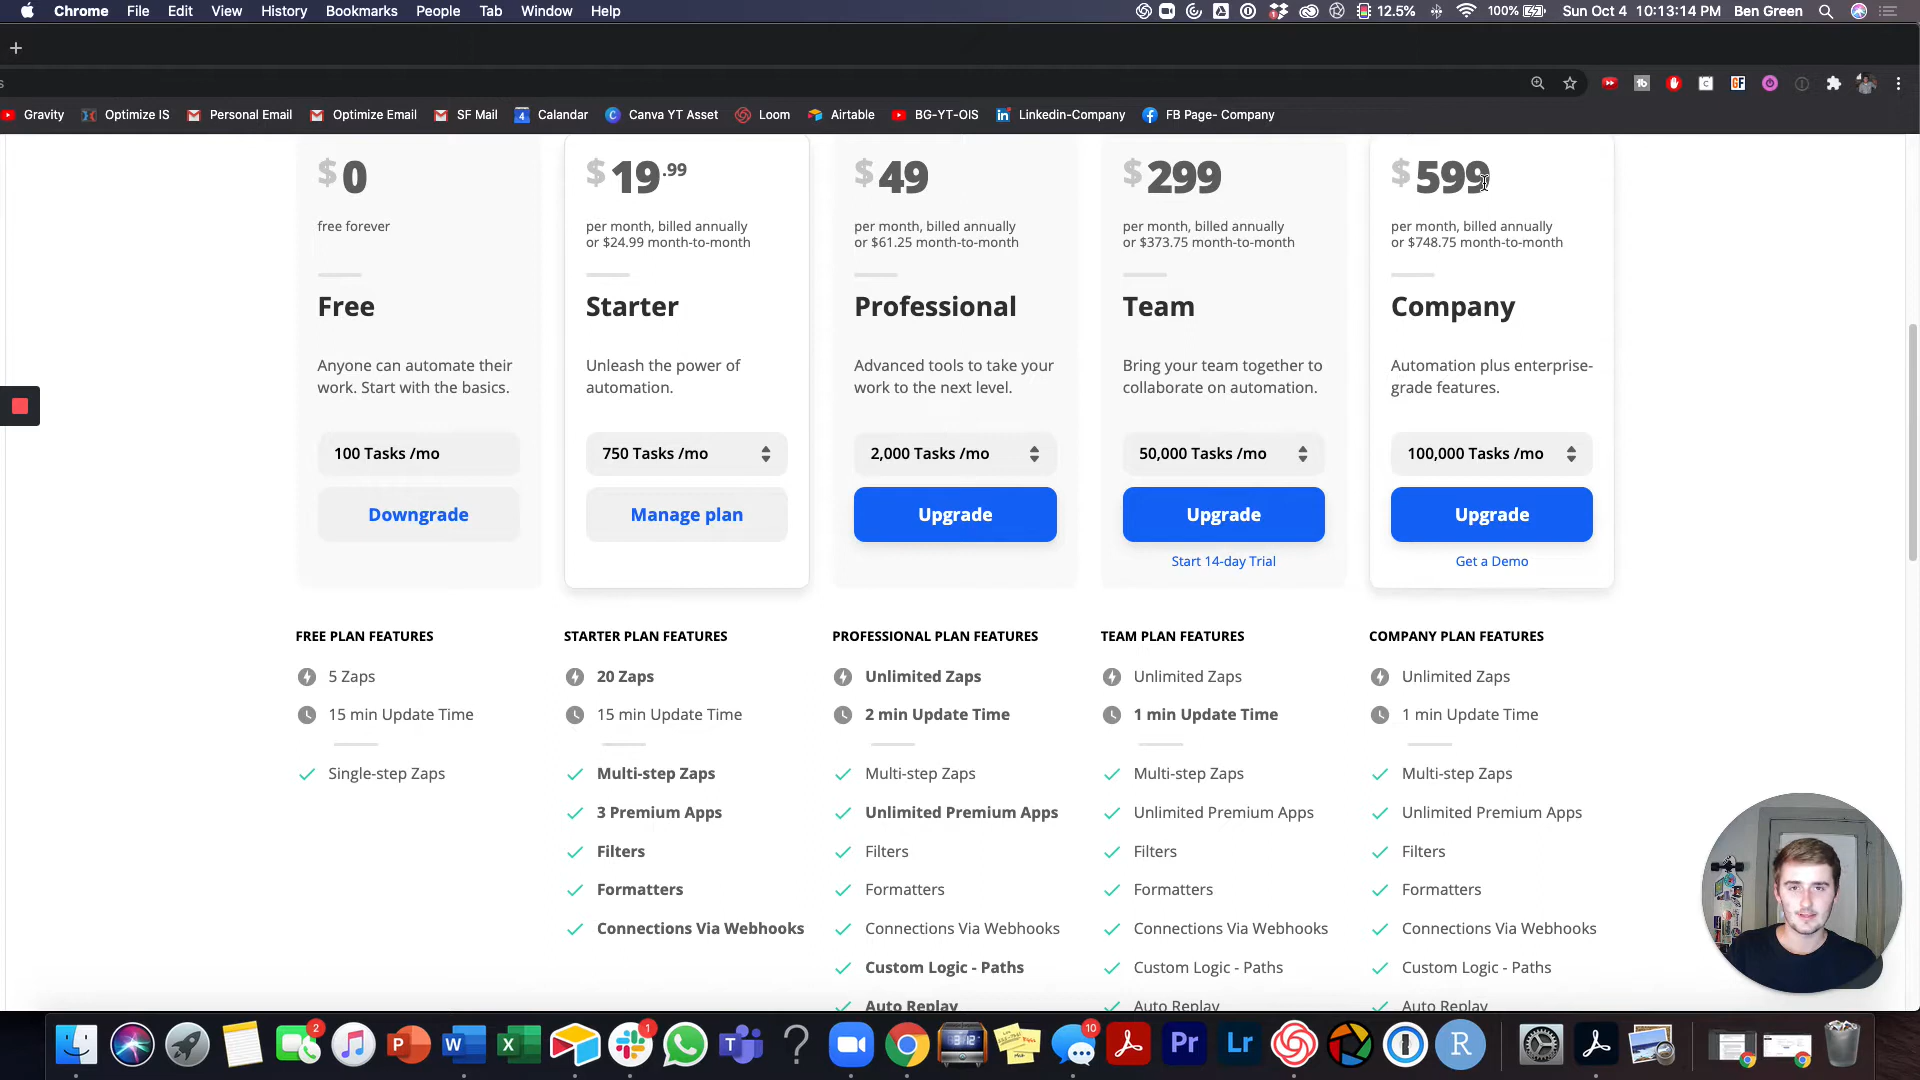 Chrome File Edit View History Bookmarks People Tab Window Help 12.5% 100% Sun Oct 4 10:13:14 PM Ben Green
s
Gravity Optimize IS Personal Email Optimize Email SF Mail 4 Calandar Canva YT Asset Loom Airtable BG-YT-OIS Linkedin-Company FB Page- Company
$0
free forever
Free
Anyone can automate their
work. Start with the basics.
100 Tasks /mo
Downgrade
$19.99
per month, billed annually
or $24.99 month-to-month
Starter
Unleash the power of
automation.
750 Tasks /mo
Manage plan
$49
per month, billed annually
or $61.25 month-to-month
Professional
Advanced tools to take your
work to the next level.
2,000 Tasks /mo
Upgrade
$299
per month, billed annually
or $373.75 month-to-month
Team
Bring your team together to
collaborate on automation.
50,000 Tasks /mo
Upgrade
Start 14-day Trial
$599
per month, billed annually
or $748.75 month-to-month
Company
Automation plus enterprise-
grade features.
100,000 Tasks /mo
Upgrade
Get a Demo
FREE PLAN FEATURES
5 Zaps
15 min Update Time
Single-step Zaps
STARTER PLAN FEATURES
20 Zaps
15 min Update Time
Multi-step Zaps
3 Premium Apps
Filters
Formatters
Connections Via Webhooks
PROFESSIONAL PLAN FEATURES
Unlimited Zaps
2 min Update Time
Multi-step Zaps
Unlimited Premium Apps
Filters
Formatters
Connections Via Webhooks
Custom Logic - Paths
Auto Replay
TEAM PLAN FEATURES
Unlimited Zaps
1 min Update Time
Multi-step Zaps
Unlimited Premium Apps
Filters
Formatters
Connections Via Webhooks
Custom Logic - Paths
Auto Replay
COMPANY PLAN FEATURES
Unlimited Zaps
1 min Update Time
Multi-step Zaps
Unlimited Premium Apps
Filters
Formatters
Connections Via Webhooks
Custom Logic - Paths
Auto Replay
2 P W X 1 T ? 10 Pr Lr R